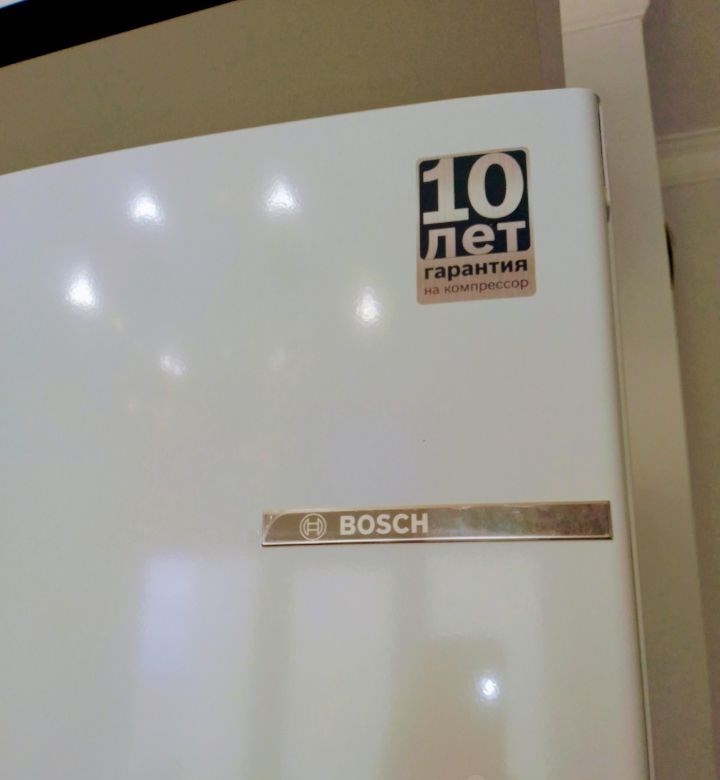 10
лет
гарантия
на компрессор
BOSCH